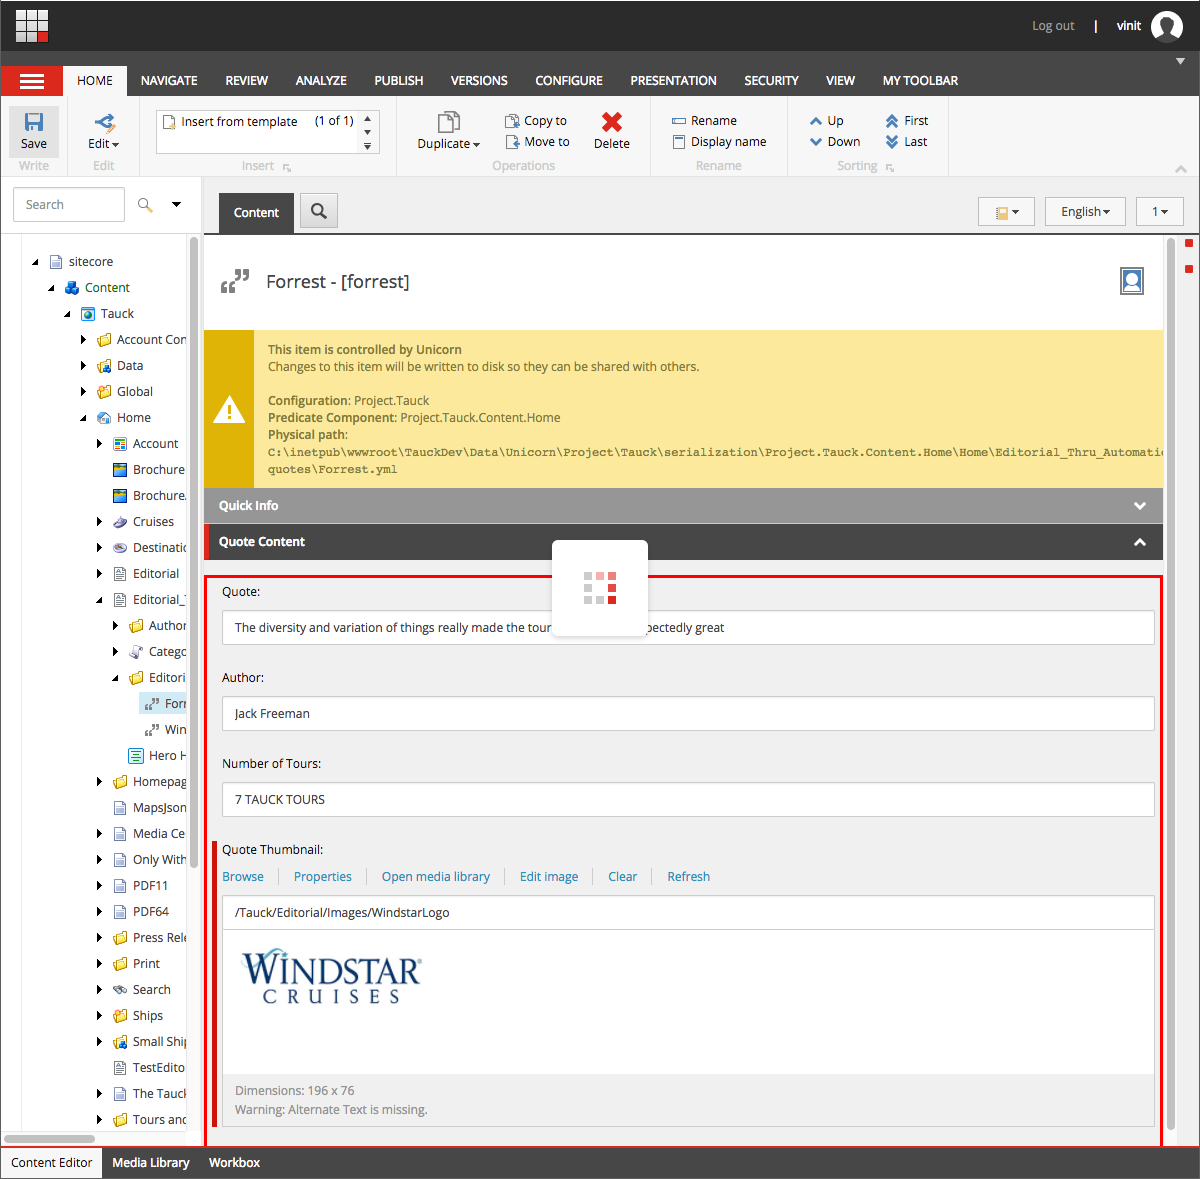 Log out | vinit
HOME NAVIGATE REVIEW ANALYZE PUBLISH VERSIONS CONFIGURE PRESENTATION SECURITY VIEW MY TOOLBAR
Save
Write
Edit
Edit
Insert from template (1 of 1)
Insert
Duplicate
Copy to
Move to
Delete
Operations
Rename
Display name
Rename
Up
Down
First
Last
Sorting
Search
Content
English
1
sitecore
Content
Tauck
Account Con
Data
Global
Home
Account
Brochure
Brochure
Cruises
Destinatio
Editorial
Editorial_
Author
Catego
Editori
Forr
Win
Hero H
Homepag
MapsJson
Media Ce
Only With
PDF11
PDF64
Press Rele
Print
Search
Ships
Small Ship
TestEdito
The Tauck
Tours and
Forrest - [forrest]
This item is controlled by Unicorn
Changes to this item will be written to disk so they can be shared with others.
Configuration: Project.Tauck
Predicate Component: Project.Tauck.Content.Home
Physical path:
C:\inetpub\wwwroot\TauckDev\Data\Unicorn\Project\Tauck\serialization\Project.Tauck.Content.Home\Home\Editorial_Thru_Automatic
quotes\Forrest.yml
Quick Info
Quote Content
Quote:
The diversity and variation of things really made the tour pectedly great
Author:
Jack Freeman
Number of Tours:
7 TAUCK TOURS
Quote Thumbnail:
Browse Properties Open media library Edit image Clear Refresh
/Tauck/Editorial/Images/WindstarLogo
WINDSTAR
CRUISES
Dimensions: 196 x 76
Warning: Alternate Text is missing.
Content Editor Media Library Workbox